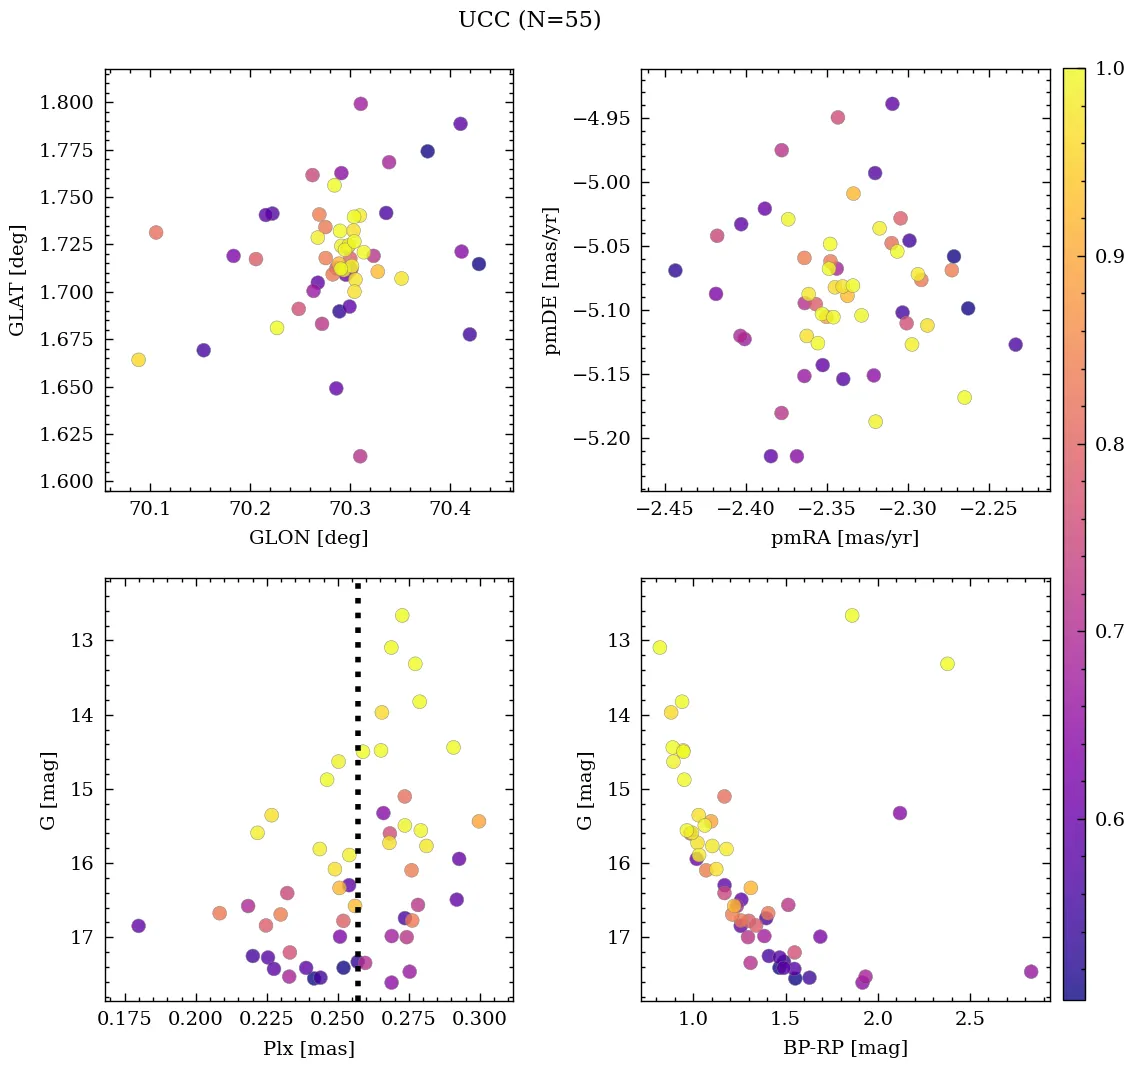 UCC (N=55)
1.800
1.775
1.750
1.725
1.700
1.675
1.650
1.625
1.600
GLAT [deg]
70.1 70.2 70.3 70.4
GLON [deg]
−4.95
−5.00
−5.05
−5.10
−5.15
−5.20
pmDE [mas/yr]
−2.45 −2.40 −2.35 −2.30 −2.25
pmRA [mas/yr]
1.0
0.9
0.8
0.7
0.6
13
14
15
16
17
G [mag]
0.175 0.200 0.225 0.250 0.275 0.300
Plx [mas]
13
14
15
16
17
G [mag]
1.0 1.5 2.0 2.5
BP-RP [mag]